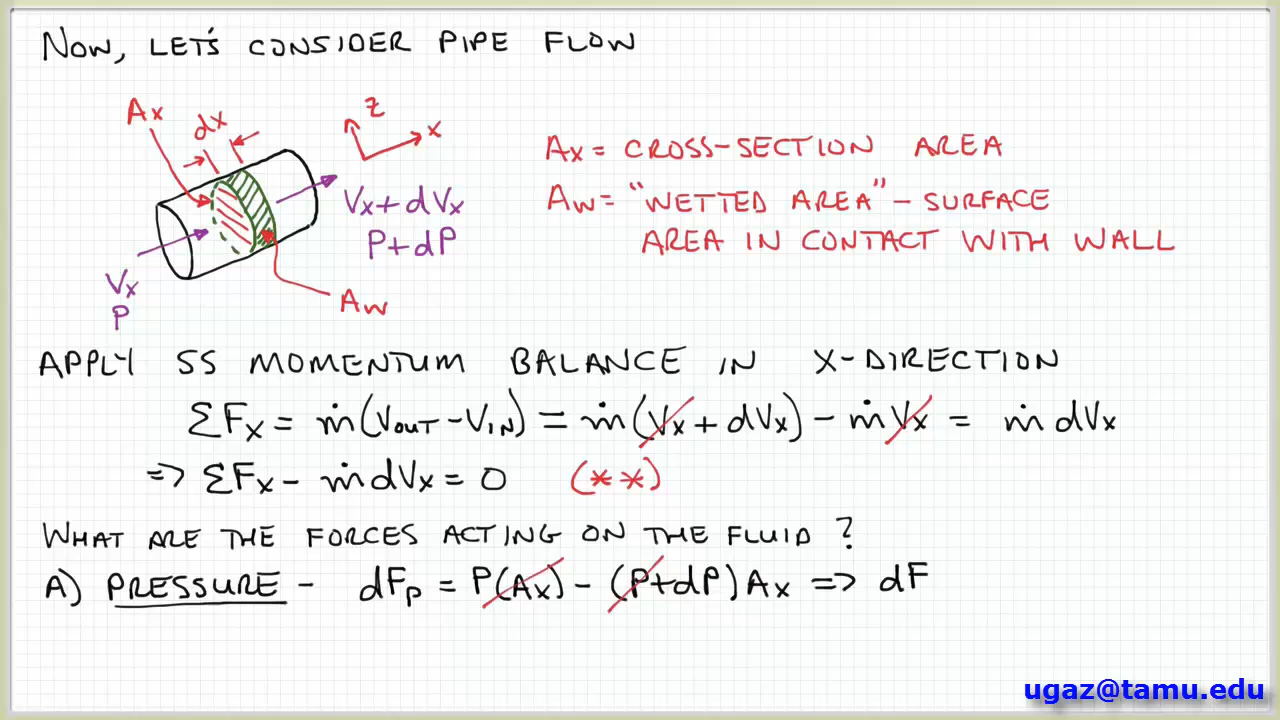 NOW, LET'S CONSIDER PIPE FLOW
Ax
dx
z
x
Vx+dVx
P+dP
Vx
P
Aw
Ax = CROSS-SECTION AREA
Aw = "WETTED AREA" - SURFACE
AREA IN CONTACT WITH WALL
APPLY SS MOMENTUM BALANCE IN X-DIRECTION
ΣFx = ṁ(VOUT - VIN) = ṁ(Vx + dVx) - ṁVx = ṁ dVx
=> ΣFx - ṁdVx = 0 (**)
WHAT ARE THE FORCES ACTING ON THE FLUID ?
A) PRESSURE - dFp = P(Ax) - (P+dP)Ax => dF
ugaz@tamu.edu